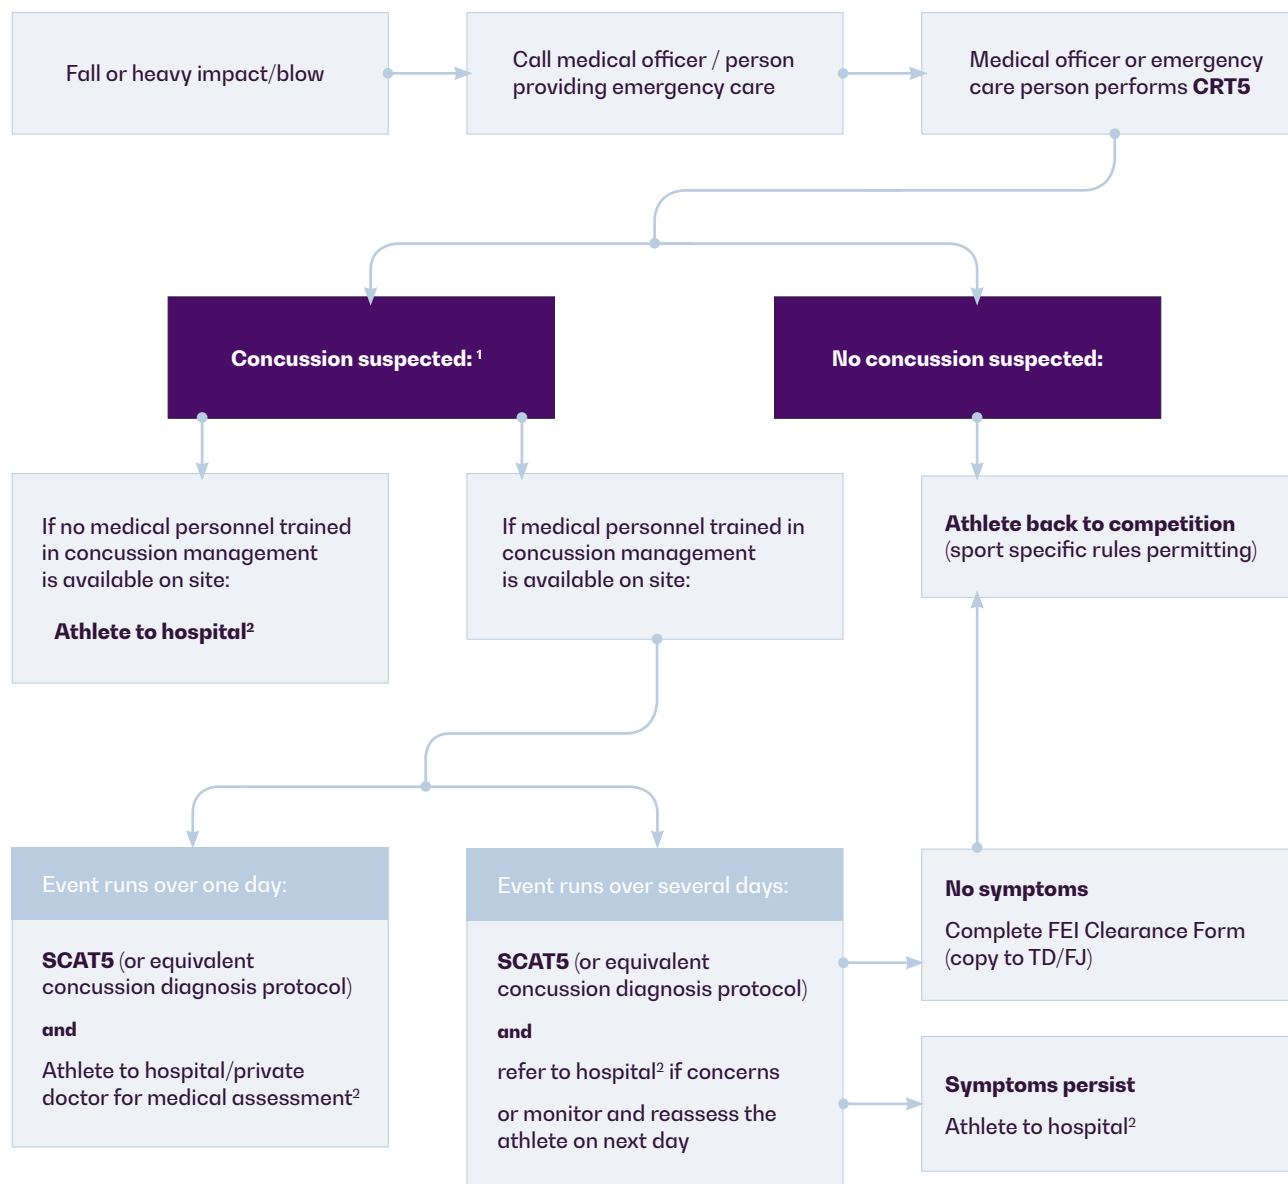 Fall or heavy impact/blow
Call medical officer / person
providing emergency care
Medical officer or emergency
care person performs CRT5
Concussion suspected: ¹
No concussion suspected:
If no medical personnel trained
in concussion management
is available on site:
Athlete to hospital²
If medical personnel trained in
concussion management
is available on site:
Athlete back to competition
(sport specific rules permitting)
Event runs over one day:
SCAT5 (or equivalent
concussion diagnosis protocol)
and
Athlete to hospital/private
doctor for medical assessment²
Event runs over several days:
SCAT5 (or equivalent
concussion diagnosis protocol)
and
refer to hospital² if concerns
or monitor and reassess the
athlete on next day
No symptoms
Complete FEI Clearance Form
(copy to TD/FJ)
Symptoms persist
Athlete to hospital²